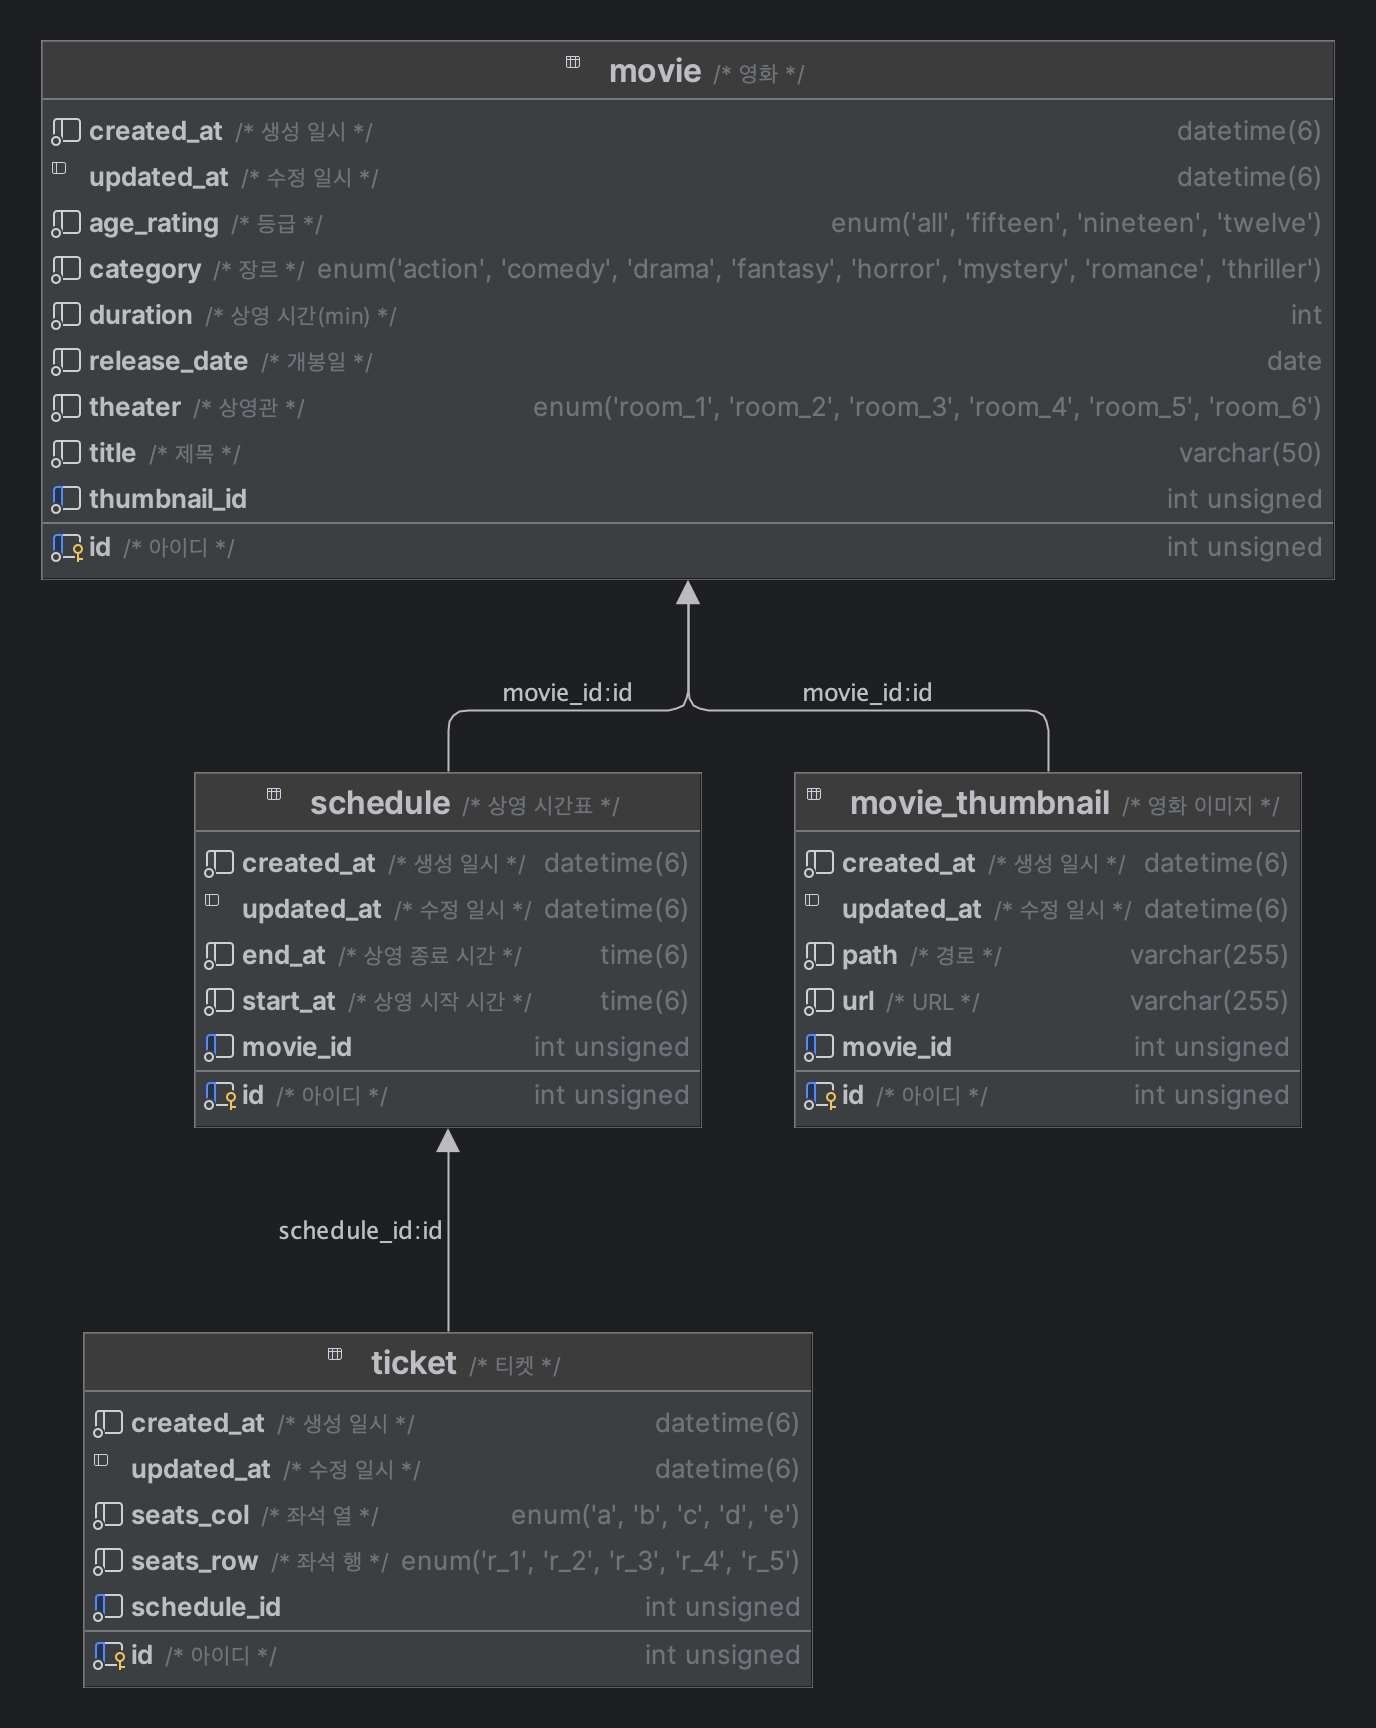 movie /* 영화 */
created_at /* 생성 일시 */ datetime(6)
updated_at /* 수정 일시 */ datetime(6)
age_rating /* 등급 */ enum('all', 'fifteen', 'nineteen', 'twelve')
category /* 장르 */ enum('action', 'comedy', 'drama', 'fantasy', 'horror', 'mystery', 'romance', 'thriller')
duration /* 상영 시간(min) */ int
release_date /* 개봉일 */ date
theater /* 상영관 */ enum('room_1', 'room_2', 'room_3', 'room_4', 'room_5', 'room_6')
title /* 제목 */ varchar(50)
thumbnail_id int unsigned
id /* 아이디 */ int unsigned
movie_id:id
movie_id:id
schedule /* 상영 시간표 */
created_at /* 생성 일시 */ datetime(6)
updated_at /* 수정 일시 */ datetime(6)
end_at /* 상영 종료 시간 */ time(6)
start_at /* 상영 시작 시간 */ time(6)
movie_id int unsigned
id /* 아이디 */ int unsigned
movie_thumbnail /* 영화 이미지 */
created_at /* 생성 일시 */ datetime(6)
updated_at /* 수정 일시 */ datetime(6)
path /* 경로 */ varchar(255)
url /* URL */ varchar(255)
movie_id int unsigned
id /* 아이디 */ int unsigned
schedule_id:id
ticket /* 티켓 */
created_at /* 생성 일시 */ datetime(6)
updated_at /* 수정 일시 */ datetime(6)
seats_col /* 좌석 열 */ enum('a', 'b', 'c', 'd', 'e')
seats_row /* 좌석 행 */ enum('r_1', 'r_2', 'r_3', 'r_4', 'r_5')
schedule_id int unsigned
id /* 아이디 */ int unsigned